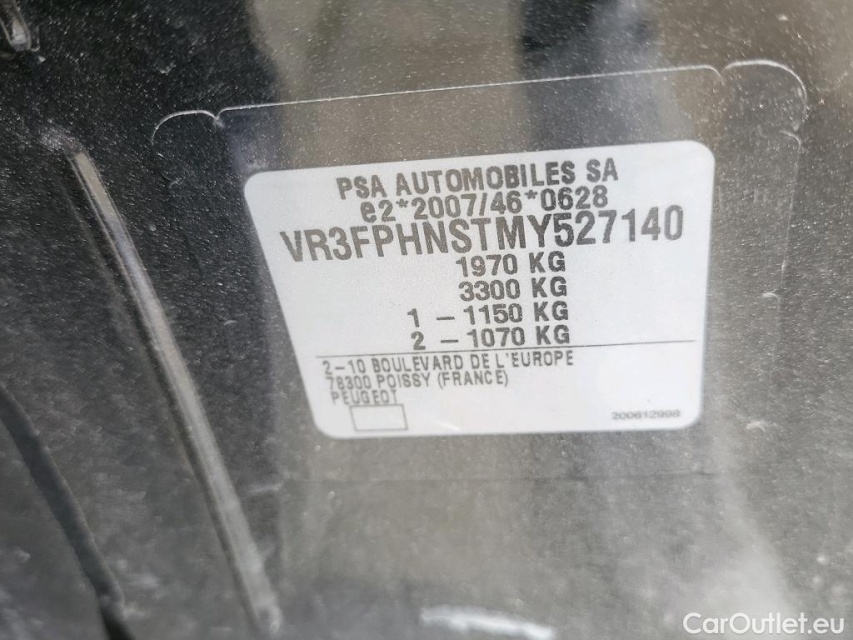 PSA AUTOMOBILES SA
e2*2007/46*0628
VR3FPHNSTMY527140
1970 KG
3300 KG
1 – 1150 KG
2 – 1070 KG
2–10 BOULEVARD DE L'EUROPE
78300 POISSY (FRANCE)
PEUGEOT
200612998
CarOutlet.eu